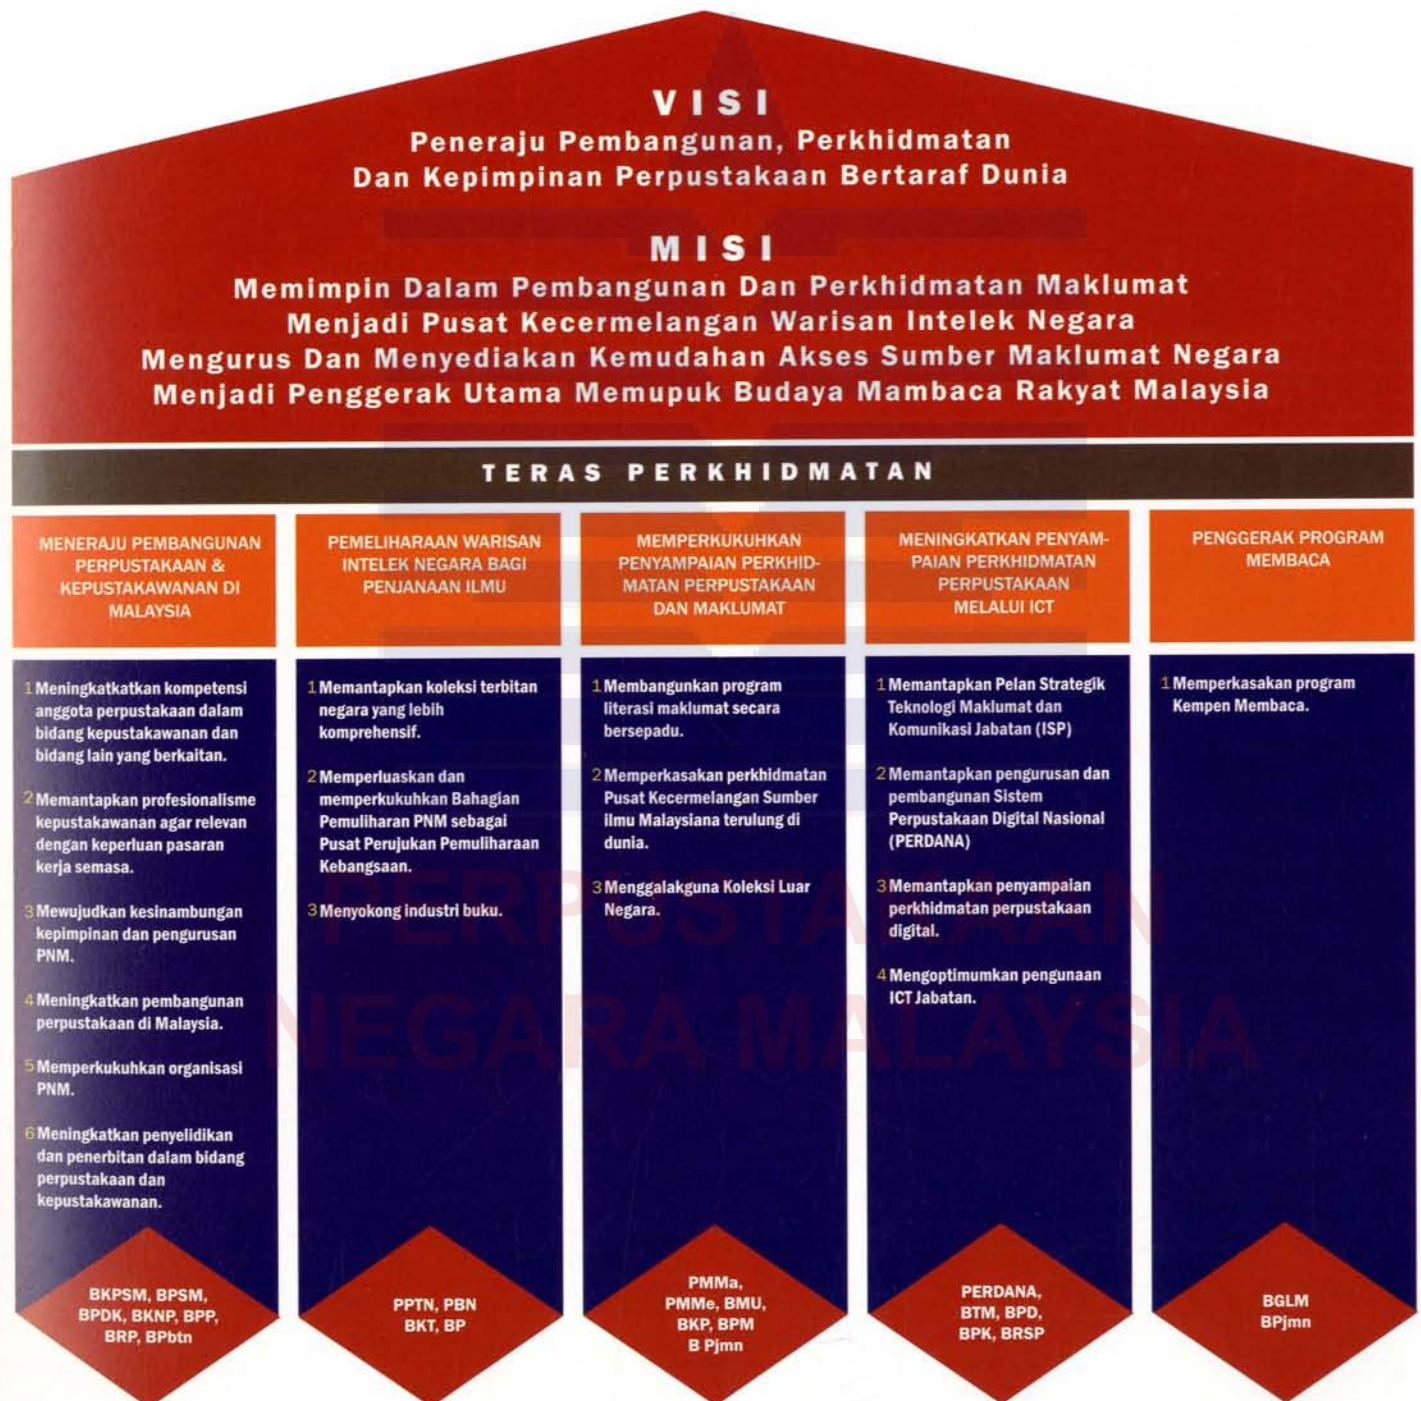 VISI
Peneraju Pembangunan, Perkhidmatan
Dan Kepimpinan Perpustakaan Bertaraf Dunia
MISI
Memimpin Dalam Pembangunan Dan Perkhidmatan Maklumat
Menjadi Pusat Kecermelangan Warisan Intelek Negara
Mengurus Dan Menyediakan Kemudahan Akses Sumber Maklumat Negara
Menjadi Penggerak Utama Memupuk Budaya Mambaca Rakyat Malaysia
TERAS PERKHIDMATAN
MENERAJU PEMBANGUNAN
PERPUSTAKAAN &
KEPUSTAKAWANAN DI
MALAYSIA
1 Meningkatkatkan kompetensi
anggota perpustakaan dalam
bidang kepustakawanan dan
bidang lain yang berkaitan.
2 Memantapkan profesionalisme
kepustakawanan agar relevan
dengan keperluan pasaran
kerja semasa.
3 Mewujudkan kesinambungan
kepimpinan dan pengurusan
PNM.
4 Meningkatkan pembangunan
perpustakaan di Malaysia.
5 Memperkukuhkan organisasi
PNM.
6 Meningkatkan penyelidikan
dan penerbitan dalam bidang
perpustakaan dan
kepustakawanan.
BKPSM, BPSM,
BPDK, BKNP, BPP,
BRP, BPbtn
PEMELIHARAAN WARISAN
INTELEK NEGARA BAGI
PENJANAAN ILMU
1 Memantapkan koleksi terbitan
negara yang lebih
komprehensif.
2 Memperluaskan dan
memperkukuhkan Bahagian
Pemuliharan PNM sebagai
Pusat Perujukan Pemuliharaan
Kebangsaan.
3 Menyokong industri buku.
PPTN, PBN
BKT, BP
MEMPERKUKUHKAN
PENYAMPAIAN PERKHID-
MATAN PERPUSTAKAAN
DAN MAKLUMAT
1 Membangunkan program
literasi maklumat secara
bersepadu.
2 Memperkasakan perkhidmatan
Pusat Kecermelangan Sumber
ilmu Malaysiana terulung di
dunia.
3 Menggalakguna Koleksi Luar
Negara.
PMMa,
PMMe, BMU,
BKP, BPM
B Pjmn
MENINGKATKAN PENYAM-
PAIAN PERKHIDMATAN
PERPUSTAKAAN
MELALUI ICT
1 Memantapkan Pelan Strategik
Teknologi Maklumat dan
Komunikasi Jabatan (ISP)
2 Memantapkan pengurusan dan
pembangunan Sistem
Perpustakaan Digital Nasional
(PERDANA)
3 Memantapkan penyampaian
perkhidmatan perpustakaan
digital.
4 Mengoptimumkan pengunaan
ICT Jabatan.
PERDANA,
BTM, BPD,
BPK, BRSP
PENGGERAK PROGRAM
MEMBACA
1 Memperkasakan program
Kempen Membaca.
BGLM
BPjmn
PERPUSTAKAAN
NEGARA MALAYSIA